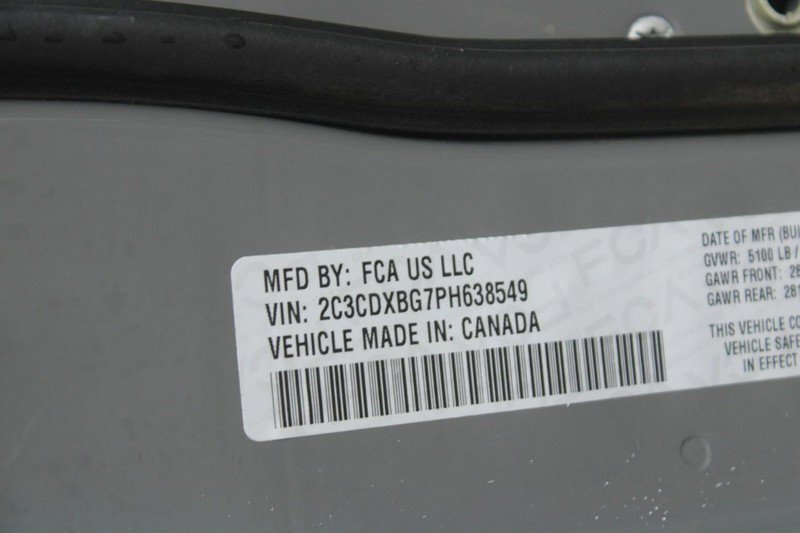 MFD BY: FCA US LLC
VIN: 2C3CDXBG7PH638549
VEHICLE MADE IN: CANADA
DATE OF MFR
GVWR: 5100 LB /
GAWR FRONT:
GAWR REAR:
THIS VEHICLE
VEHICLE
IN EFFECT